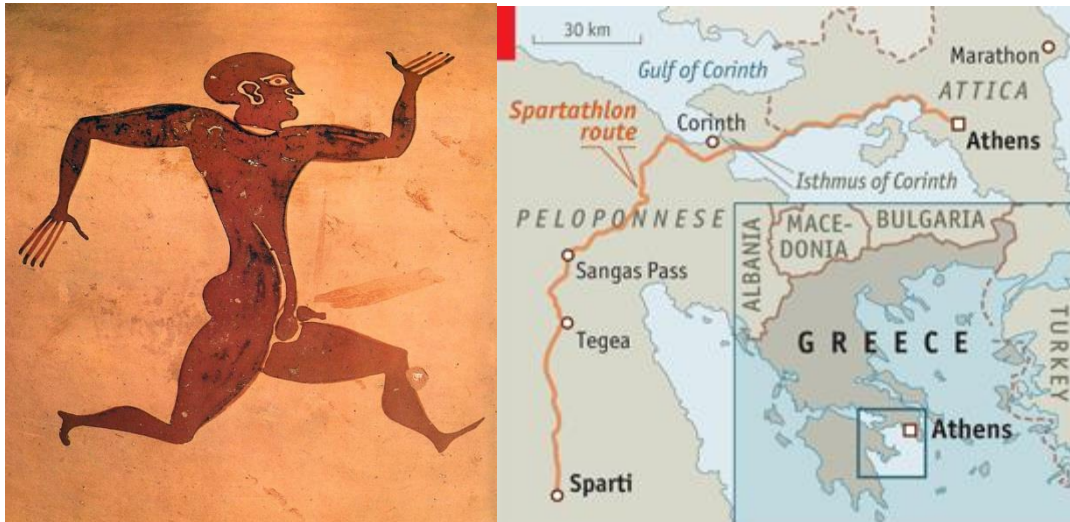 30 km
Gulf of Corinth
Marathon
ATTICA
Spartathlon
route
Corinth
Athens
Isthmus of Corinth
PELOPONNESE
Sangas Pass
Tegea
Sparti
ALBANIA
MACE-
DONIA
BULGARIA
GREECE
TURKEY
Athens